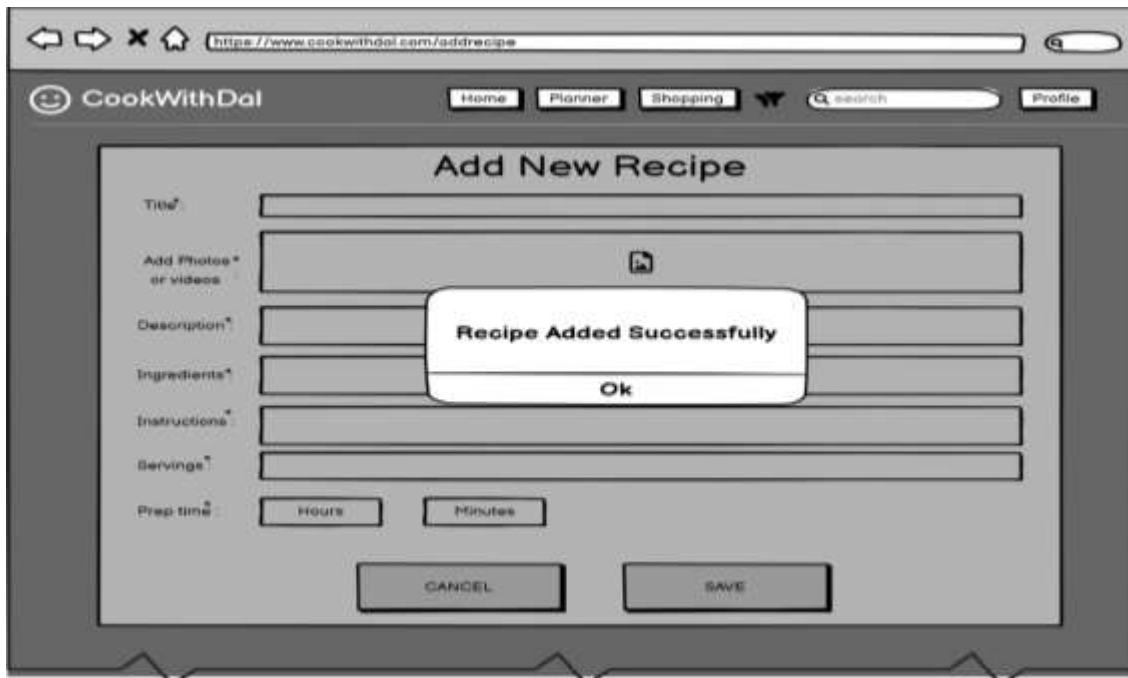 https://www.cookwithdal.com/addrecipe
CookWithDal
Home
Planner
Shopping
search
Profile
Add New Recipe
Title*:
Add Photos*
or videos :
Description*:
Ingredients*:
Instructions*:
Servings*:
Prep time*:
Hours
Minutes
Recipe Added Successfully
Ok
CANCEL
SAVE